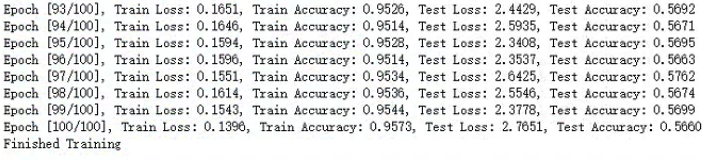 Epoch [93/100], Train Loss: 0.1651, Train Accuracy: 0.9526, Test Loss: 2.4429, Test Accuracy: 0.5692
Epoch [94/100], Train Loss: 0.1646, Train Accuracy: 0.9514, Test Loss: 2.5935, Test Accuracy: 0.5671
Epoch [95/100], Train Loss: 0.1594, Train Accuracy: 0.9528, Test Loss: 2.3408, Test Accuracy: 0.5695
Epoch [96/100], Train Loss: 0.1596, Train Accuracy: 0.9514, Test Loss: 2.3537, Test Accuracy: 0.5663
Epoch [97/100], Train Loss: 0.1551, Train Accuracy: 0.9534, Test Loss: 2.6425, Test Accuracy: 0.5762
Epoch [98/100], Train Loss: 0.1614, Train Accuracy: 0.9536, Test Loss: 2.5546, Test Accuracy: 0.5674
Epoch [99/100], Train Loss: 0.1543, Train Accuracy: 0.9544, Test Loss: 2.3778, Test Accuracy: 0.5699
Epoch [100/100], Train Loss: 0.1396, Train Accuracy: 0.9573, Test Loss: 2.7651, Test Accuracy: 0.5660
Finished Training